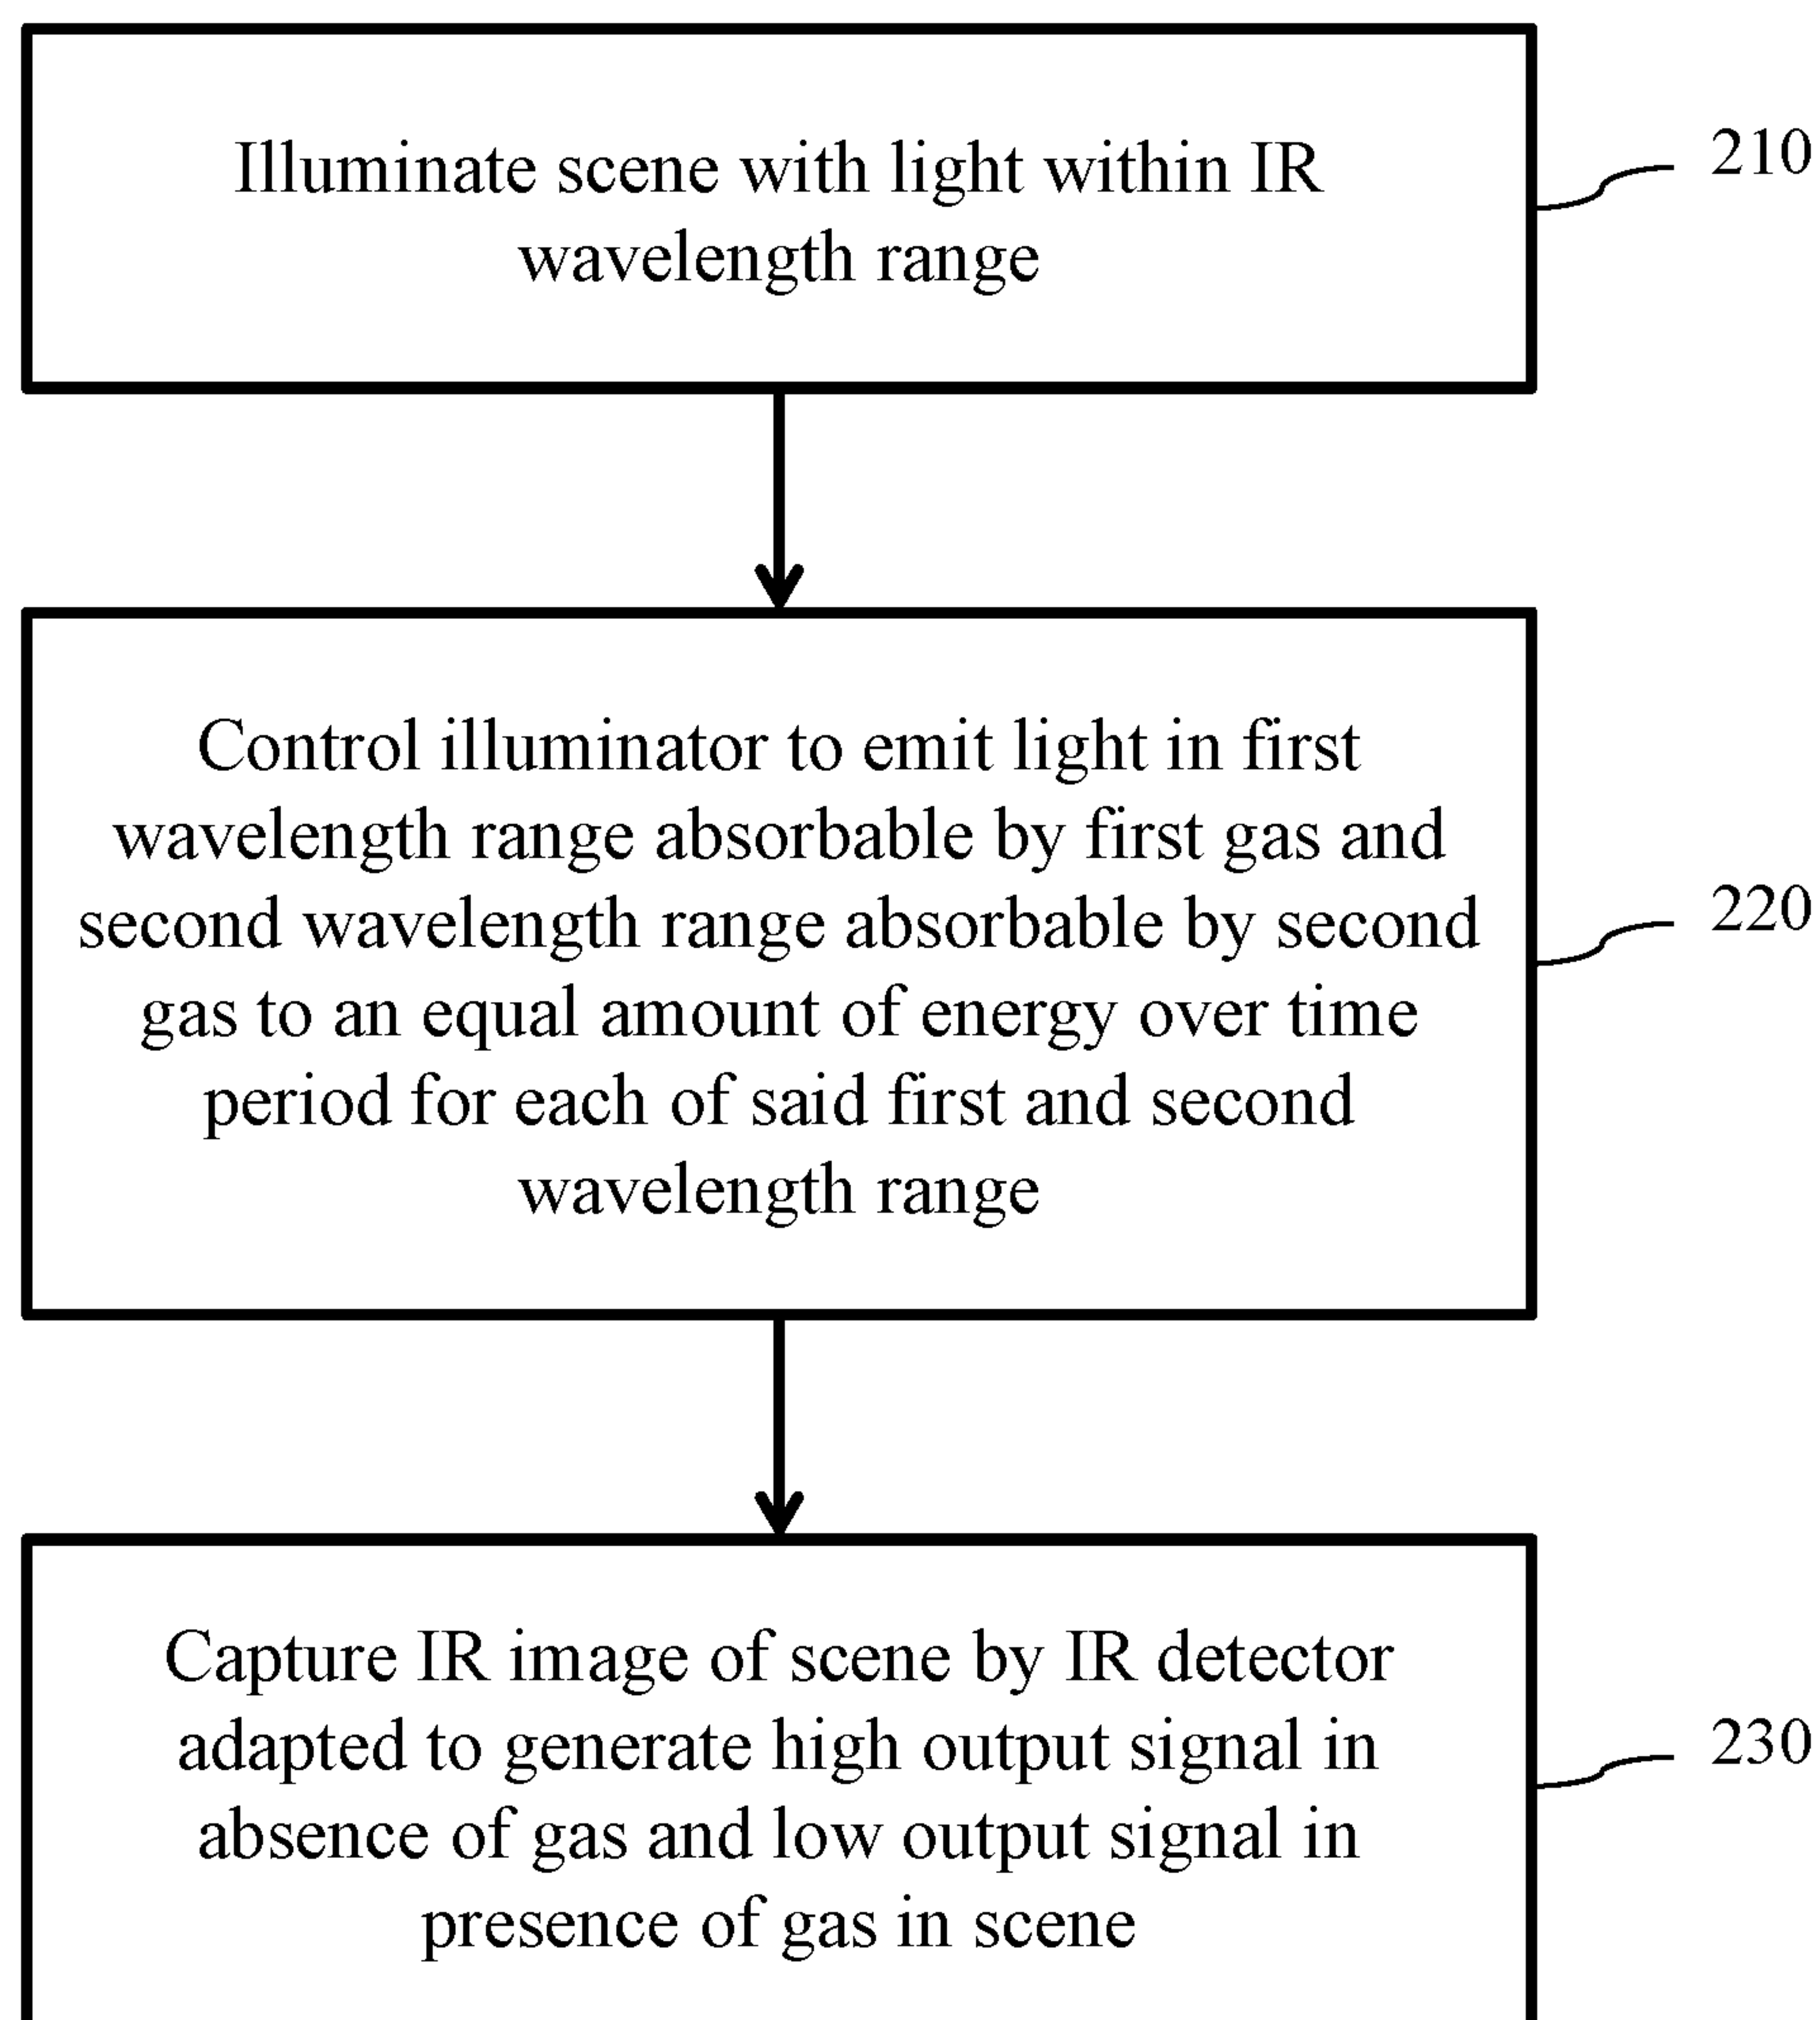 Illuminate scene with light within IR
wavelength range
210
Control illuminator to emit light in first
wavelength range absorbable by first gas and
second wavelength range absorbable by second
gas to an equal amount of energy over time
period for each of said first and second
wavelength range
220
Capture IR image of scene by IR detector
adapted to generate high output signal in
absence of gas and low output signal in
presence of gas in scene
230